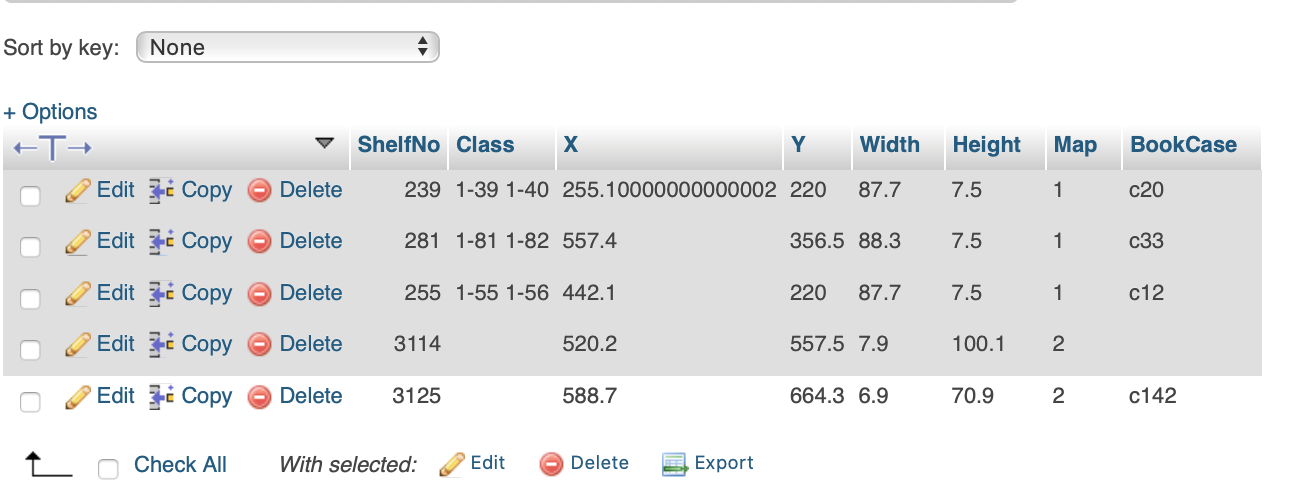 Sort by key: None
+ Options
←T→ ShelfNo Class X Y Width Height Map BookCase
Edit Copy Delete 239 1-39 1-40 255.10000000000002 220 87.7 7.5 1 c20
Edit Copy Delete 281 1-81 1-82 557.4 356.5 88.3 7.5 1 c33
Edit Copy Delete 255 1-55 1-56 442.1 220 87.7 7.5 1 c12
Edit Copy Delete 3114 520.2 557.5 7.9 100.1 2
Edit Copy Delete 3125 588.7 664.3 6.9 70.9 2 c142
Check All With selected: Edit Delete Export